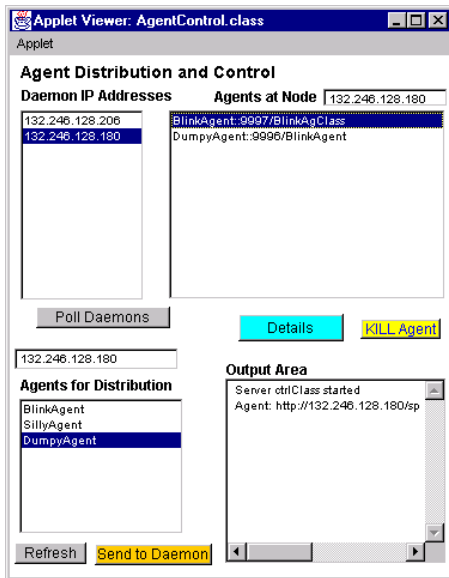 Applet Viewer: AgentControl.class
Applet
Agent Distribution and Control
Daemon IP Addresses
Agents at Node 132.246.128.180
132.246.128.206
132.246.128.180
BlinkAgent::9997/BlinkAgClass
DumpyAgent::9996/BlinkAgent
Poll Daemons
Details
KILL Agent
132.246.128.180
Agents for Distribution
BlinkAgent
SillyAgent
DumpyAgent
Output Area
Server ctrlClass started
Agent: http://132.246.128.180/sp
Refresh
Send to Daemon